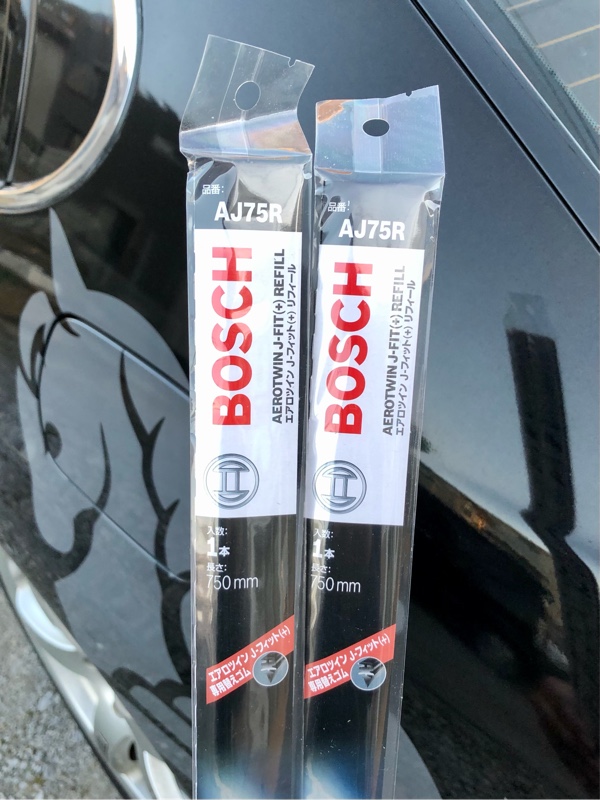 品番:
AJ75R
BOSCH
AEROTWIN J-FIT(+) REFILL
エアロツイン J-フィット(+) リフィール
入数:
1本
長さ:
750mm
エアロツイン J-フィット(+)
専用替えゴム
品番:
AJ75R
BOSCH
AEROTWIN J-FIT(+) REFILL
エアロツイン J-フィット(+) リフィール
入数:
1本
長さ:
750mm
エアロツイン J-フィット(+)
専用替えゴム